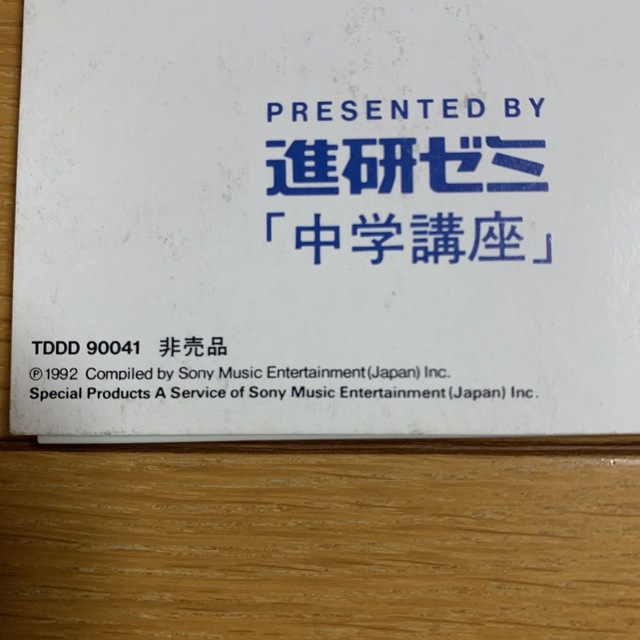 PRESENTED BY
進研ゼミ
「中学講座」
TDDD 90041 非売品
Ⓟ1992 Compiled by Sony Music Entertainment(Japan) Inc.
Special Products A Service of Sony Music Entertainment(Japan) Inc.